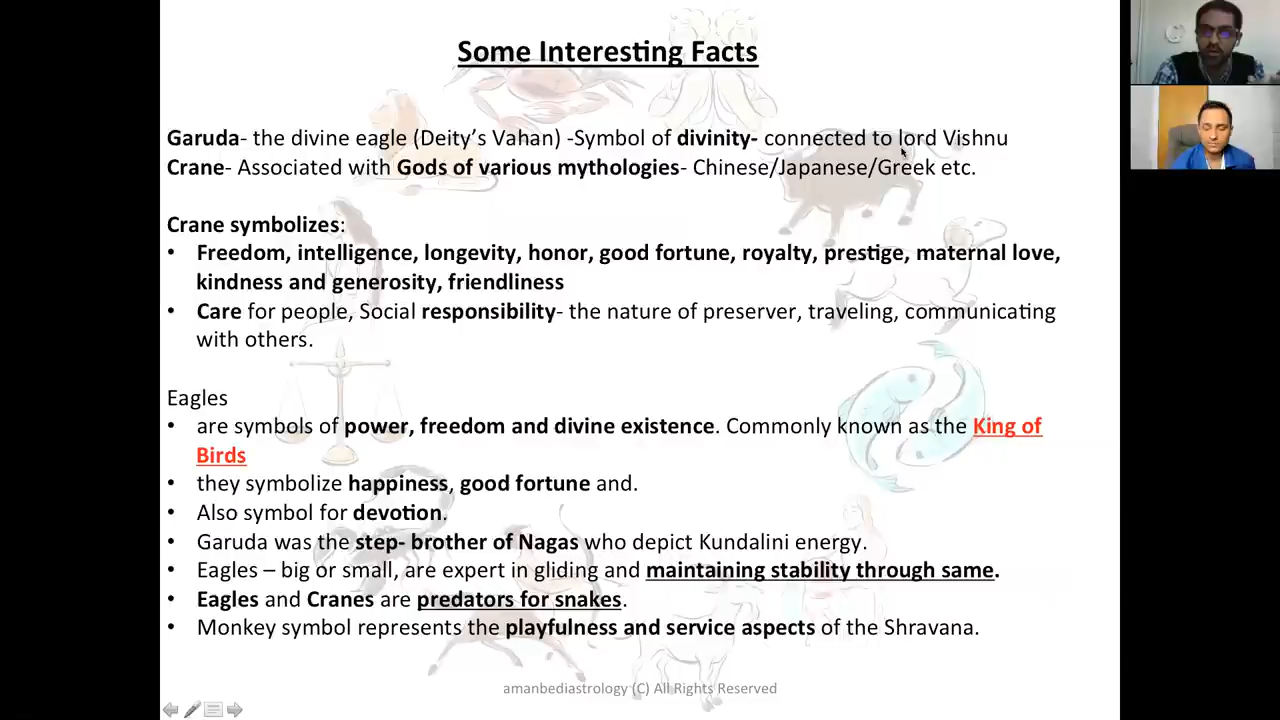 Some Interesting Facts
Garuda- the divine eagle (Deity’s Vahan) -Symbol of divinity- connected to lord Vishnu
Crane- Associated with Gods of various mythologies- Chinese/Japanese/Greek etc.
Crane symbolizes:
• Freedom, intelligence, longevity, honor, good fortune, royalty, prestige, maternal love,
kindness and generosity, friendliness
• Care for people, Social responsibility- the nature of preserver, traveling, communicating
with others.
Eagles
• are symbols of power, freedom and divine existence. Commonly known as the King of
Birds
• they symbolize happiness, good fortune and.
• Also symbol for devotion.
• Garuda was the step- brother of Nagas who depict Kundalini energy.
• Eagles – big or small, are expert in gliding and maintaining stability through same.
• Eagles and Cranes are predators for snakes.
• Monkey symbol represents the playfulness and service aspects of the Shravana.
amanbediastrology (C) All Rights Reserved